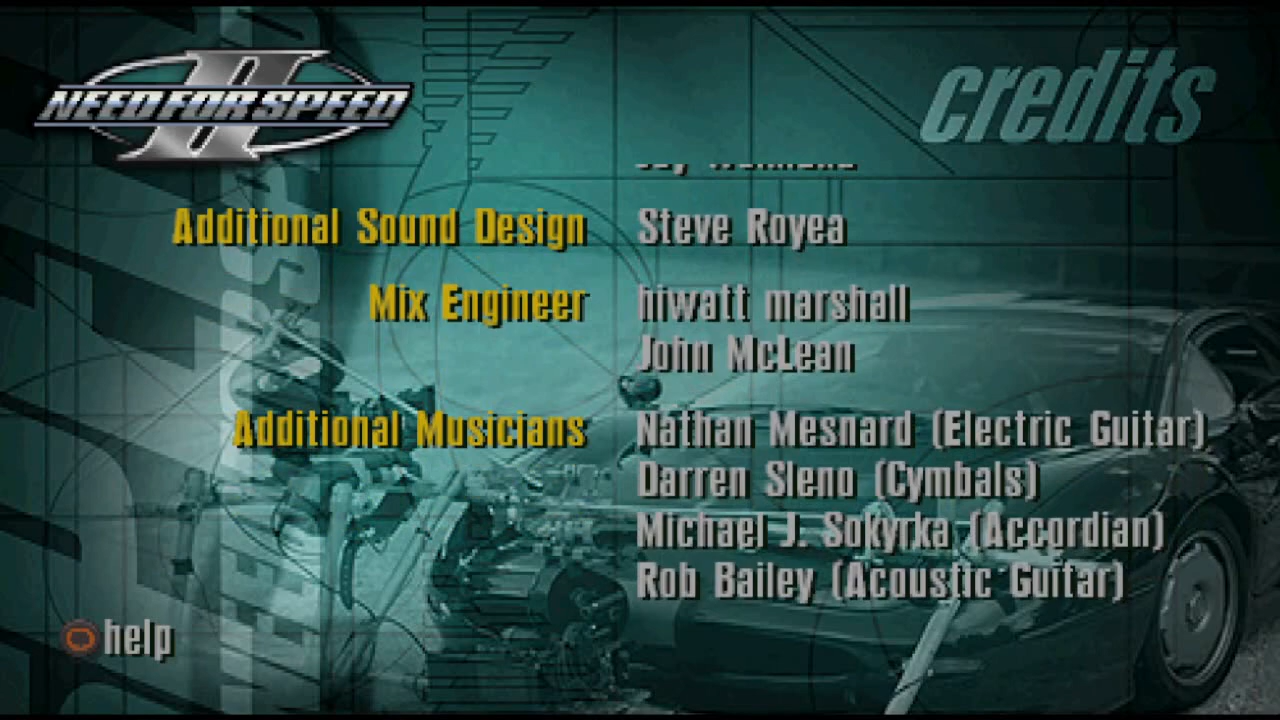 NEED FOR SPEED
II
credits
Additional Sound Design Steve Royea
Mix Engineer hiwatt marshall
John McLean
Additional Musicians Nathan Mesnard (Electric Guitar)
Darren Sleno (Cymbals)
Michael J. Sokyrka (Accordian)
Rob Bailey (Acoustic Guitar)
help